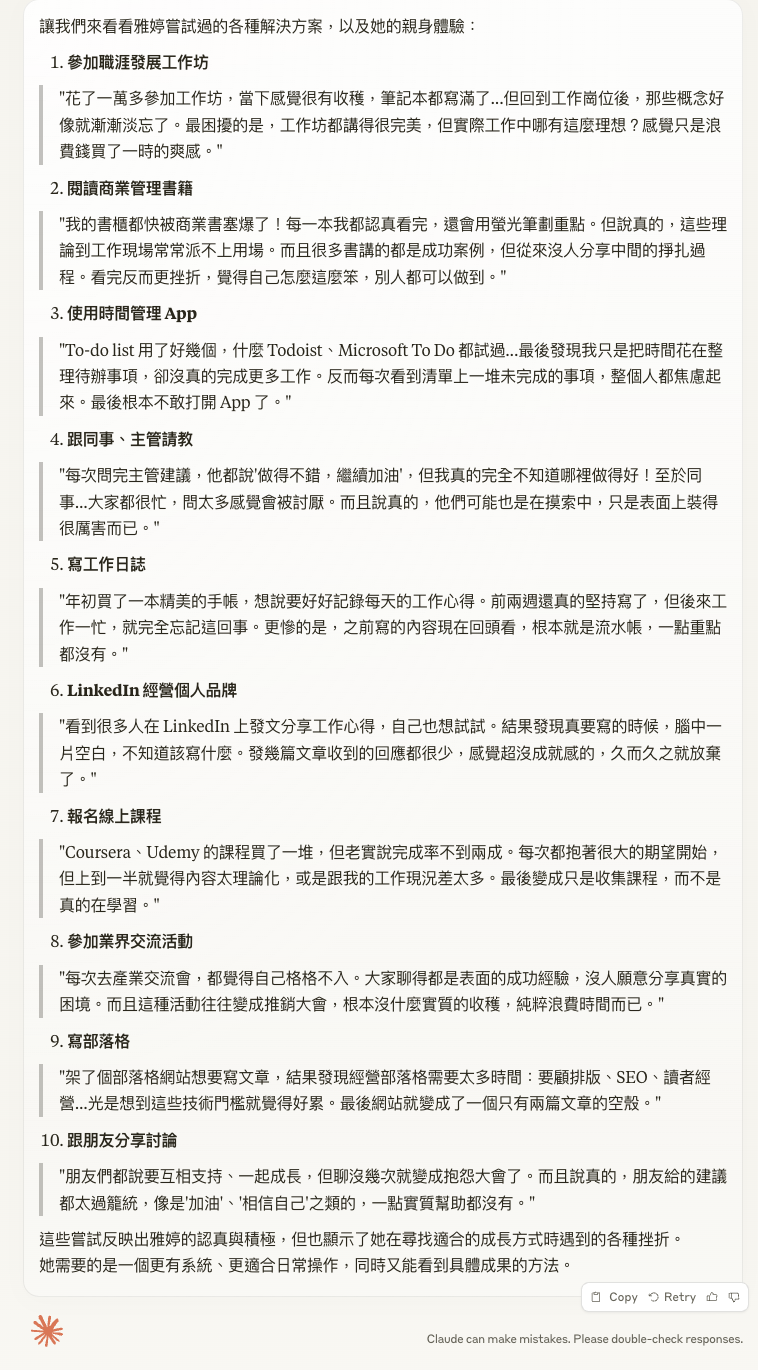 讓我們來看看雅婷嘗試過的各種解決方案，以及她的親身體驗：
1. 參加職涯發展工作坊
"花了一萬多參加工作坊，當下感覺很有收穫，筆記本都寫滿了...但回到工作崗位後，那些概念好
像就漸漸淡忘了。最困擾的是，工作坊都講得很完美，但實際工作中哪有這麼理想？感覺只是浪
費錢買了一時的爽感。"
2. 閱讀商業管理書籍
"我的書櫃都快被商業書塞爆了！每一本我都認真看完，還會用螢光筆劃重點。但說真的，這些理
論到工作現場常常派不上用場。而且很多書講的都是成功案例，但從來沒人分享中間的掙扎過
程。看完反而更挫折，覺得自己怎麼這麼笨，別人都可以做到。"
3. 使用時間管理 App
"To-do list 用了好幾個，什麼 Todoist、Microsoft To Do 都試過...最後發現我只是把時間花在整
理待辦事項，卻沒真的完成更多工作。反而每次看到清單上一堆未完成的事項，整個人都焦慮起
來。最後根本不敢打開 App 了。"
4. 跟同事、主管請教
"每次問完主管建議，他都說'做得不錯，繼續加油'，但我真的完全不知道哪裡做得好！至於同
事...大家都很忙，問太多感覺會被討厭。而且說真的，他們可能也是在摸索中，只是表面上裝得
很厲害而已。"
5. 寫工作日誌
"年初買了一本精美的手帳，想說要好好記錄每天的工作心得。前兩週還真的堅持寫了，但後來工
作一忙，就完全忘記這回事。更慘的是，之前寫的內容現在回頭看，根本就是流水帳，一點重點
都沒有。"
6. LinkedIn 經營個人品牌
"看到很多人在 LinkedIn 上發文分享工作心得，自己也想試試。結果發現真要寫的時候，腦中一
片空白，不知道該寫什麼。發幾篇文章收到的回應都很少，感覺超沒成就感的，久而久之就放棄
了。"
7. 報名線上課程
"Coursera、Udemy 的課程買了一堆，但老實說完成率不到兩成。每次都抱著很大的期望開始，
但上到一半就覺得內容太理論化，或是跟我的工作現況差太多。最後變成只是收集課程，而不是
真的在學習。"
8. 參加業界交流活動
"每次去產業交流會，都覺得自己格格不入。大家聊得都是表面的成功經驗，沒人願意分享真實的
困境。而且這種活動往往變成推銷大會，根本沒什麼實質的收穫，純粹浪費時間而已。"
9. 寫部落格
"架了個部落格網站想要寫文章，結果發現經營部落格需要太多時間：要顧排版、SEO、讀者經
營...光是想到這些技術門檻就覺得好累。最後網站就變成了一個只有兩篇文章的空殼。"
10. 跟朋友分享討論
"朋友們都說要互相支持、一起成長，但聊沒幾次就變成抱怨大會了。而且說真的，朋友給的建議
都太過籠統，像是'加油'、'相信自己'之類的，一點實質幫助都沒有。"
這些嘗試反映出雅婷的認真與積極，但也顯示了她在尋找適合的成長方式時遇到的各種挫折。
她需要的是一個更有系統、更適合日常操作，同時又能看到具體成果的方法。
Copy Retry
Claude can make mistakes. Please double-check responses.